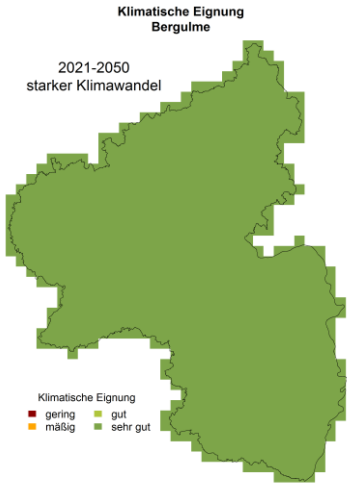 Klimatische Eignung
Bergulme
2021-2050
starker Klimawandel
Klimatische Eignung
gering gut
mäßig sehr gut